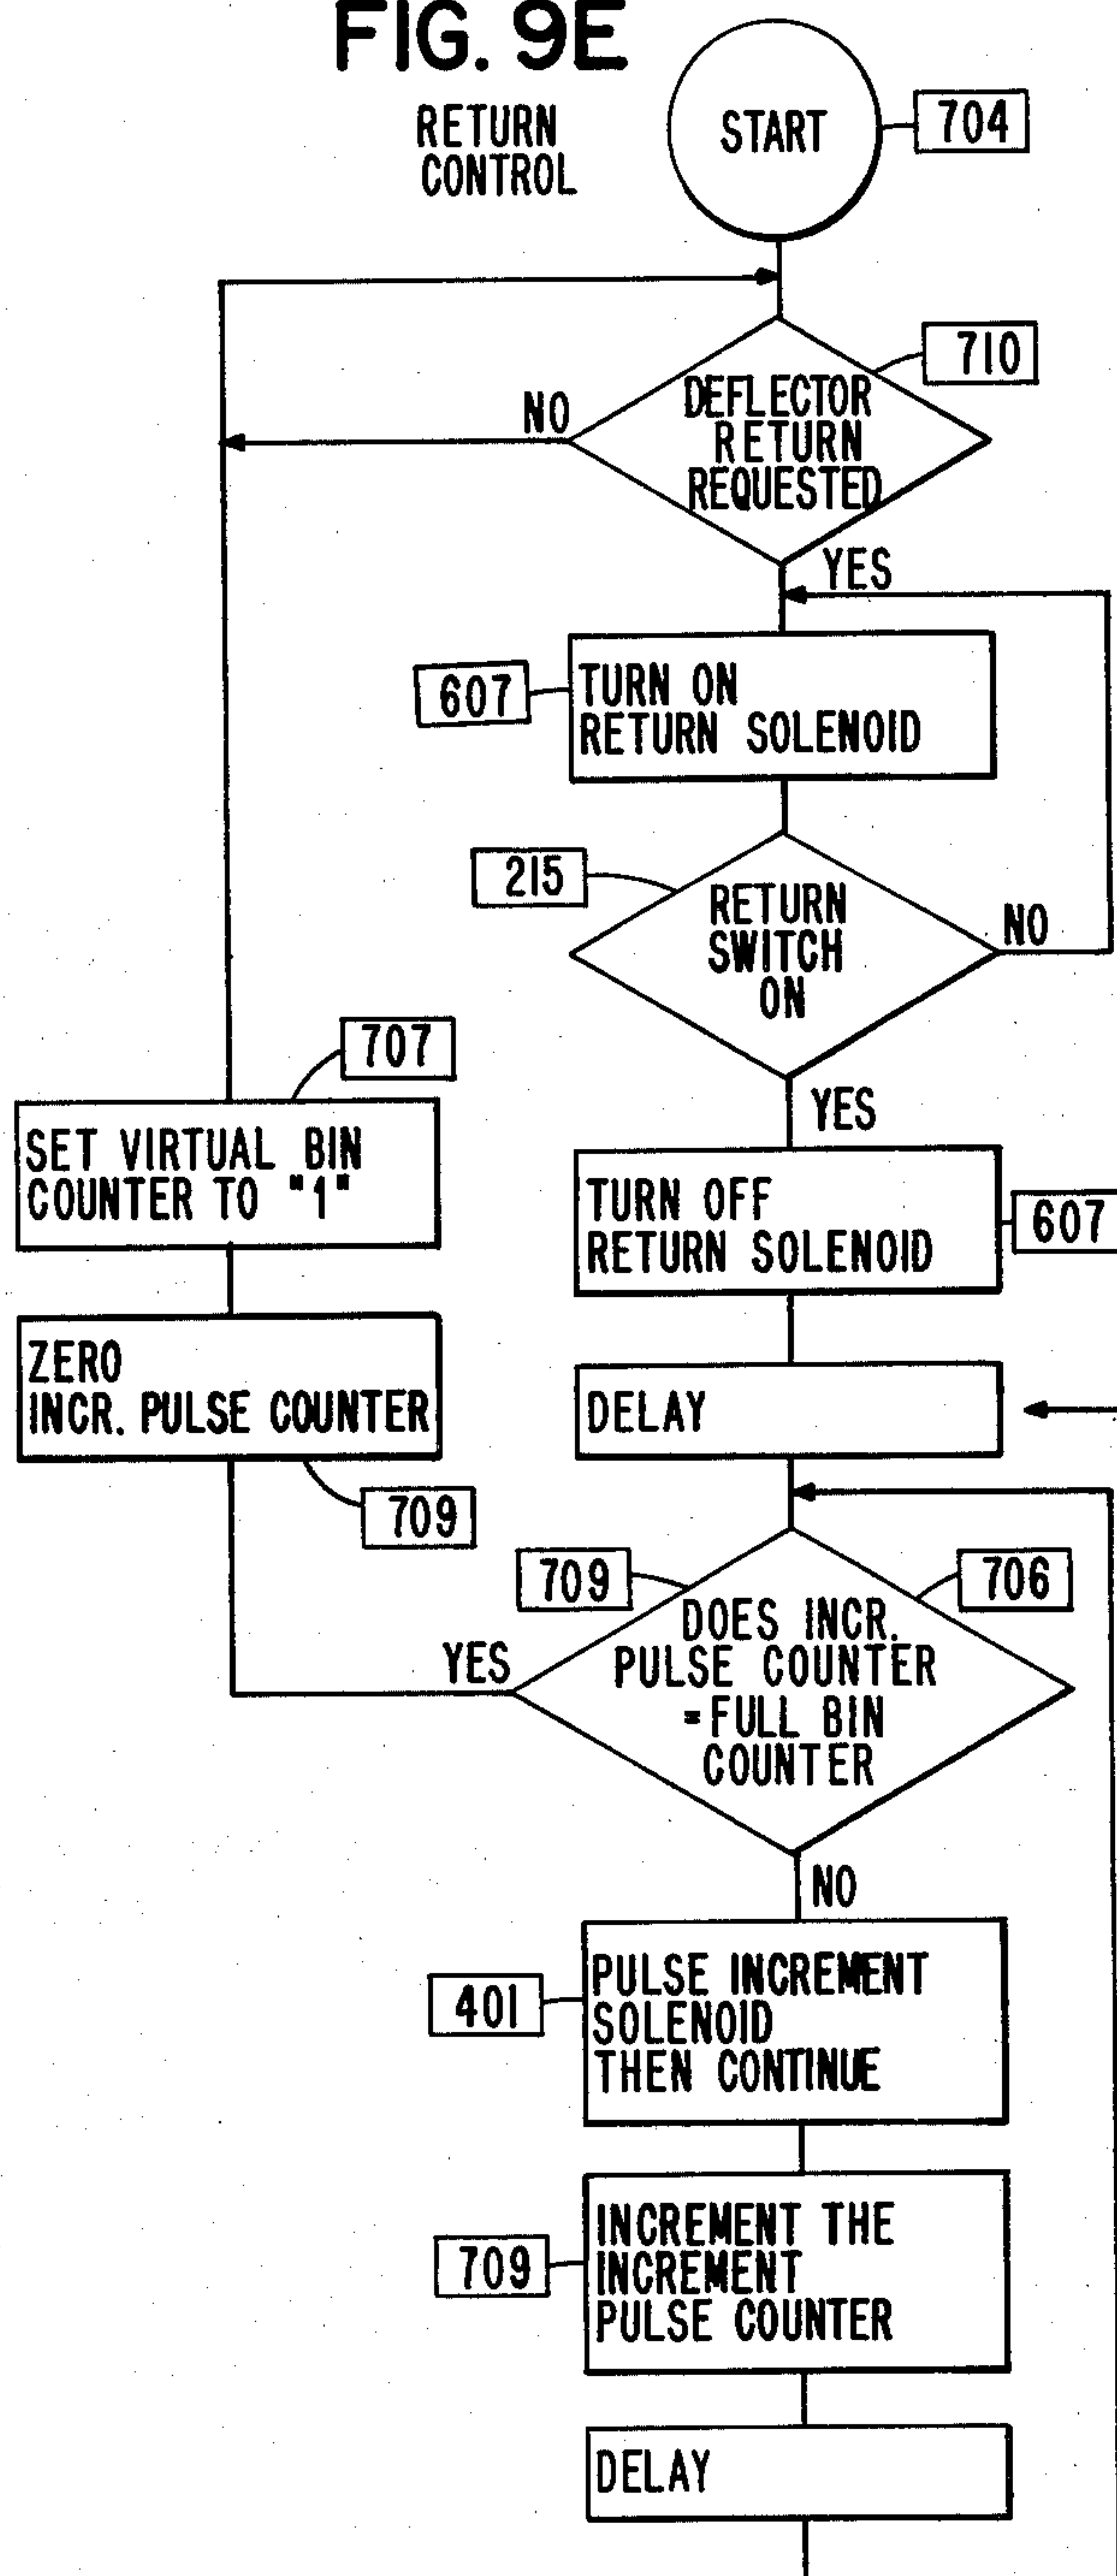 FIG. 9E
RETURN
CONTROL
START
704
710
DEFLECTOR
RETURN
REQUESTED
NO
YES
607
TURN ON
RETURN SOLENOID
215
RETURN
SWITCH
ON
NO
YES
707
SET VIRTUAL BIN
COUNTER TO "1"
TURN OFF
RETURN SOLENOID
607
ZERO
INCR. PULSE COUNTER
709
DELAY
709
706
DOES INCR.
PULSE COUNTER
=FULL BIN
COUNTER
YES
NO
401
PULSE INCREMENT
SOLENOID
THEN CONTINUE
709
INCREMENT THE
INCREMENT
PULSE COUNTER
DELAY